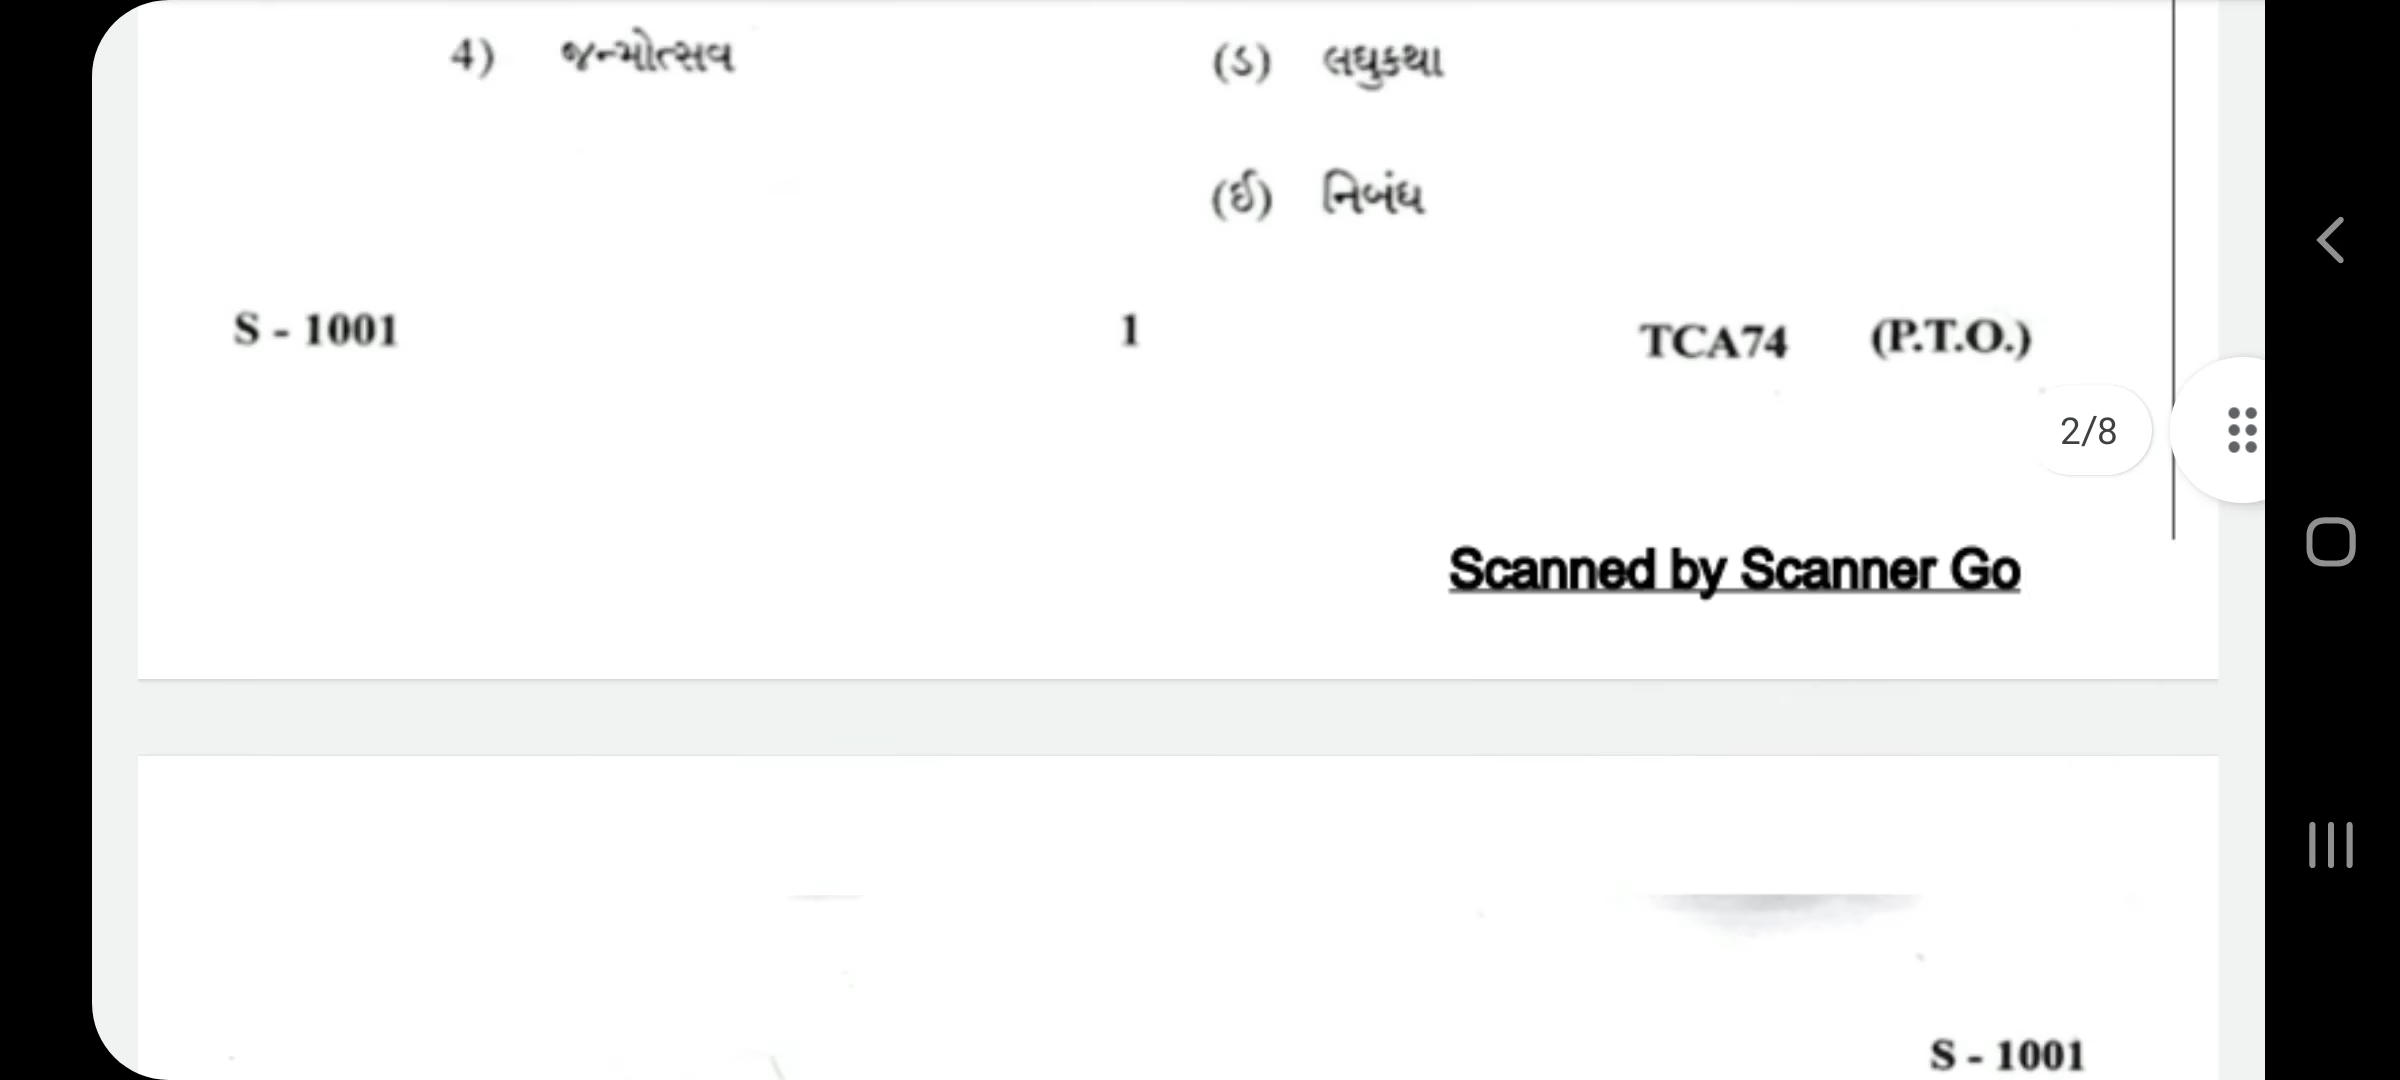 4) જન્મોત્સવ (ડ) લઘુકથા
(ઈ) નિબંધ
S - 1001 1 TCA74 (P.T.O.)
2/8
Scanned by Scanner Go
S - 1001